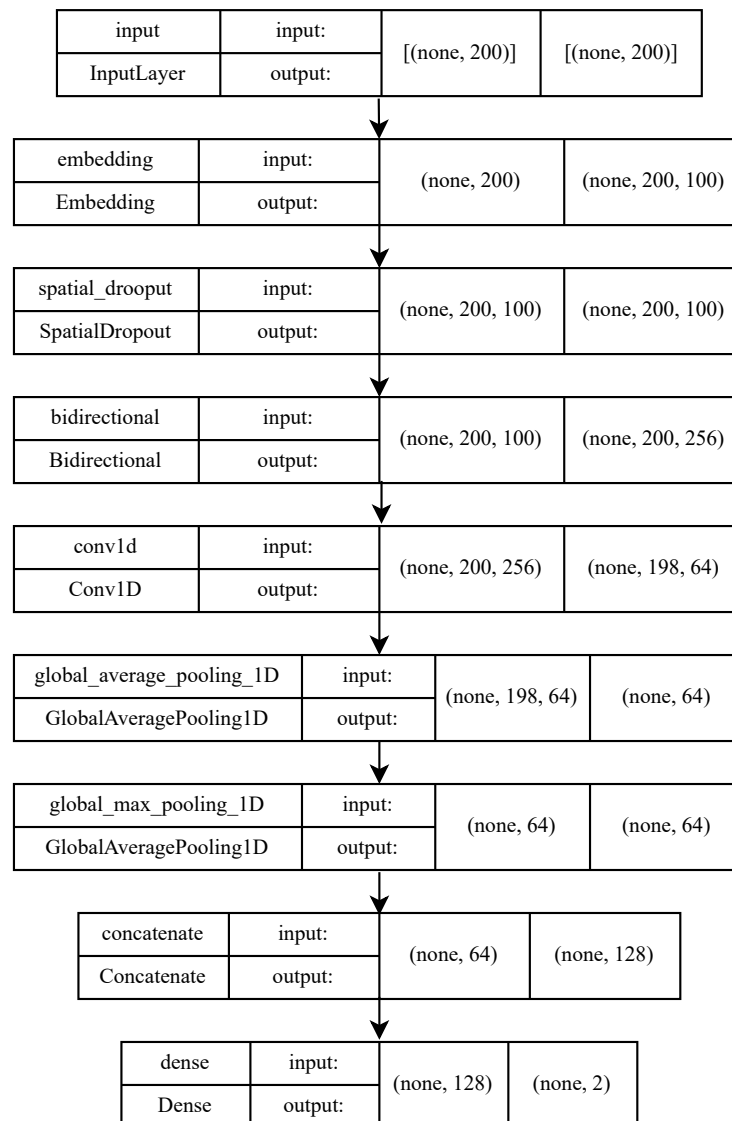 input input: [(none, 200)] [(none, 200)]
InputLayer output:
embedding input: (none, 200) (none, 200, 100)
Embedding output:
spatial_drooput input: (none, 200, 100) (none, 200, 100)
SpatialDropout output:
bidirectional input: (none, 200, 100) (none, 200, 256)
Bidirectional output:
conv1d input: (none, 200, 256) (none, 198, 64)
Conv1D output:
global_average_pooling_1D input: (none, 198, 64) (none, 64)
GlobalAveragePooling1D output:
global_max_pooling_1D input: (none, 64) (none, 64)
GlobalAveragePooling1D output:
concatenate input: (none, 64) (none, 128)
Concatenate output:
dense input: (none, 128) (none, 2)
Dense output: